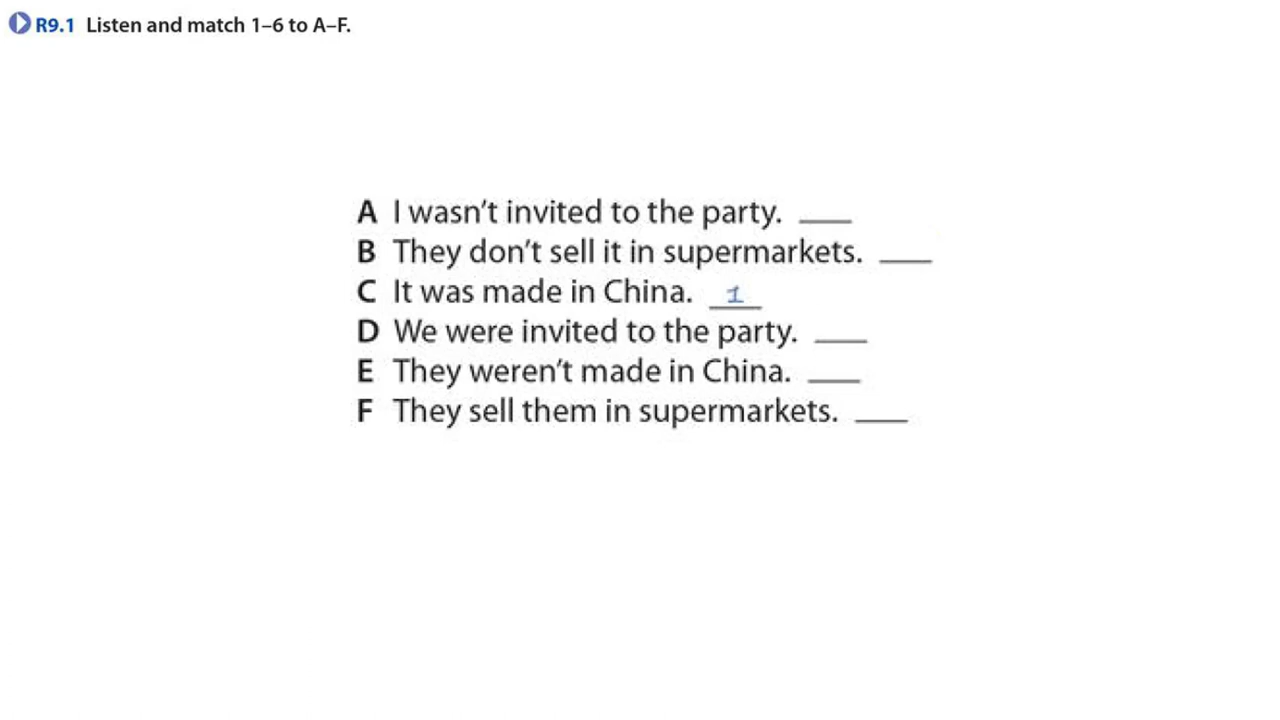 R9.1 Listen and match 1–6 to A–F.
A I wasn't invited to the party. ____
B They don't sell it in supermarkets. ____
C It was made in China. 1
D We were invited to the party. ____
E They weren't made in China. ____
F They sell them in supermarkets. ____